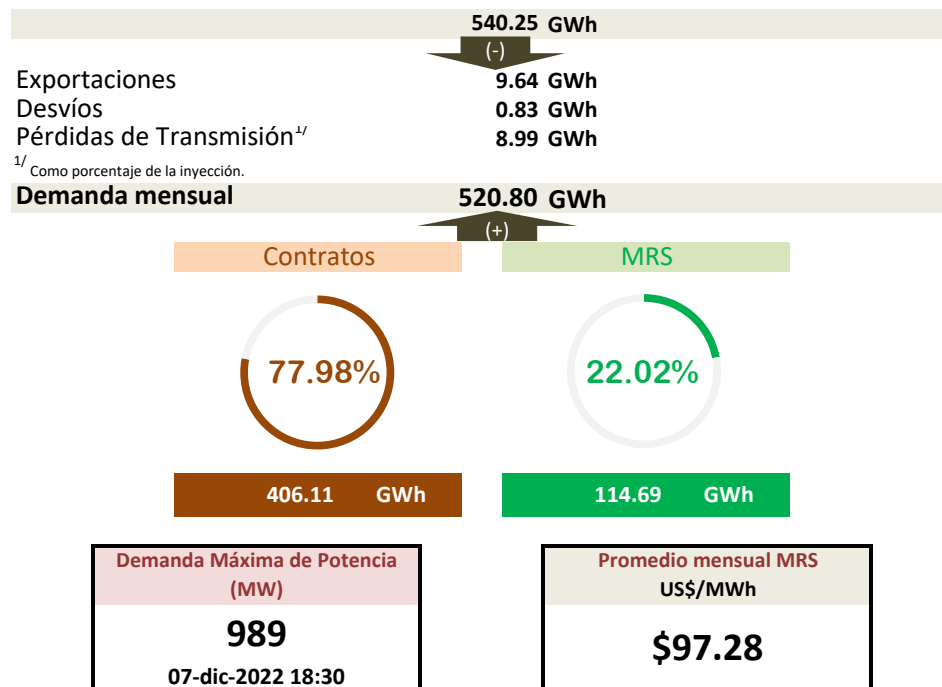 540.25 GWh
(-)
Exportaciones 9.64 GWh
Desvíos 0.83 GWh
Pérdidas de Transmisión1/ 8.99 GWh
1/ Como porcentaje de la inyección.
Demanda mensual 520.80 GWh
(+)
Contratos MRS
77.98% 22.02%
406.11 GWh 114.69 GWh
Demanda Máxima de Potencia Promedio mensual MRS
(MW) US$/MWh
989 $97.28
07-dic-2022 18:30